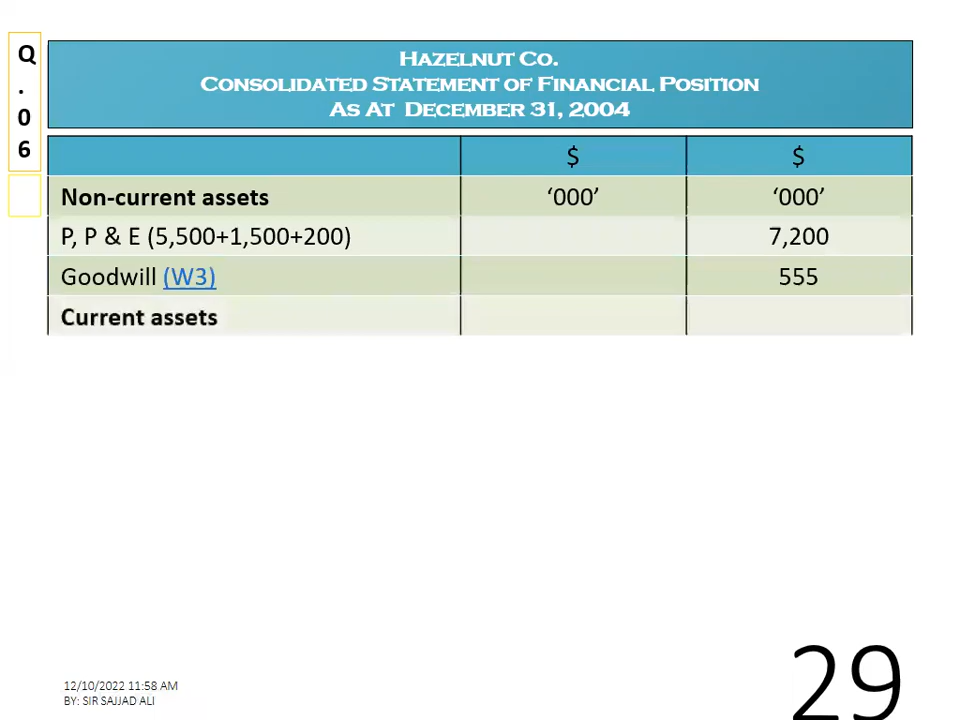 Q
.
0
6
Hazelnut Co.
Consolidated Statement of Financial Position
As At December 31, 2004
$ $
Non-current assets ‘000’ ‘000’
P, P & E (5,500+1,500+200) 7,200
Goodwill (W3) 555
Current assets
12/10/2022 11:58 AM
BY: SIR SAJJAD ALI
29